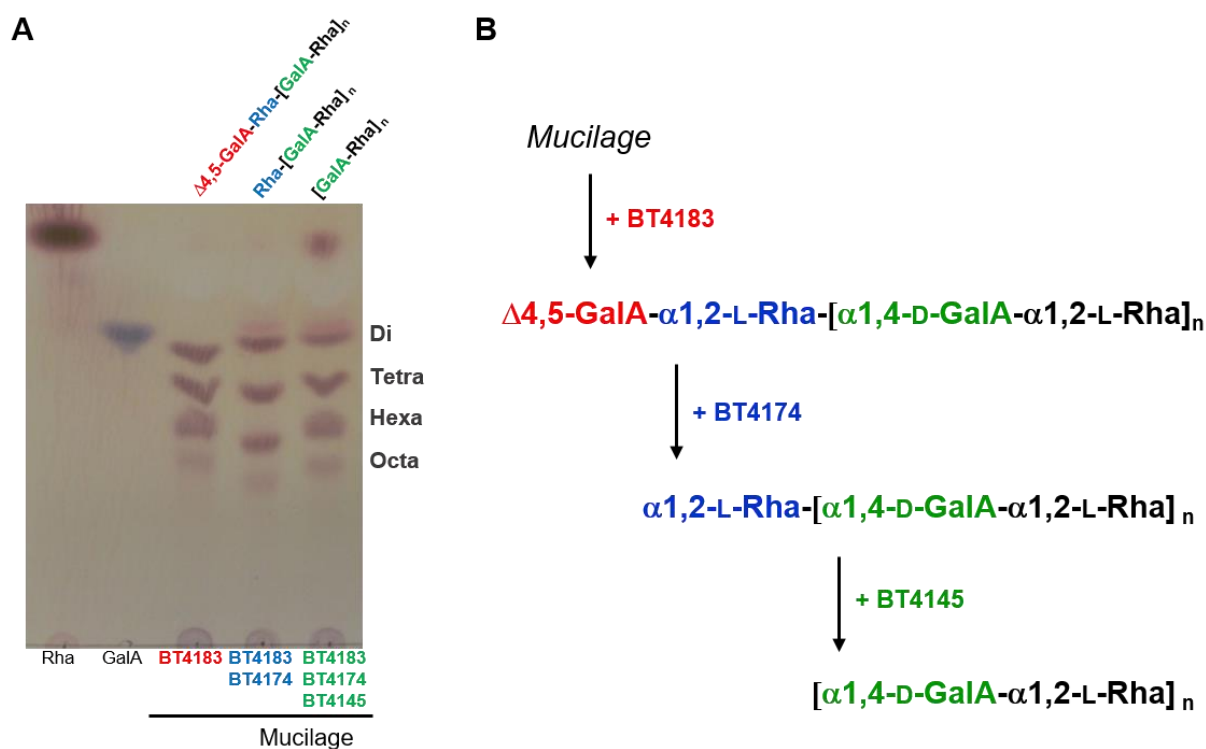 A
Δ4,5-GalA-Rha-[GalA-Rha]n
Rha-[GalA-Rha]n
[GalA-Rha]n
Di
Tetra
Hexa
Octa
Rha GalA BT4183 BT4183 BT4183
BT4174 BT4174
BT4145
Mucilage
B
Mucilage
+ BT4183
Δ4,5-GalA-α1,2-L-Rha-[α1,4-D-GalA-α1,2-L-Rha]n
+ BT4174
α1,2-L-Rha-[α1,4-D-GalA-α1,2-L-Rha] n
+ BT4145
[α1,4-D-GalA-α1,2-L-Rha] n